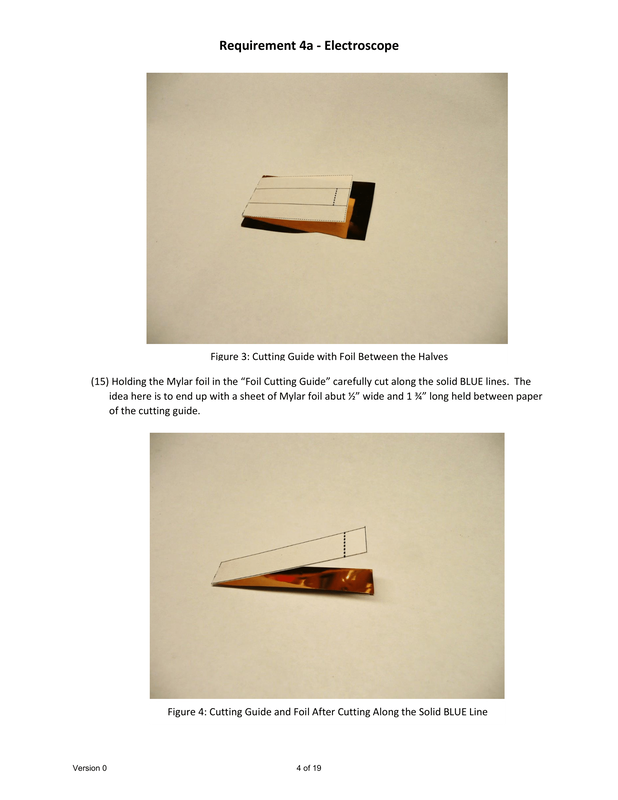 Requirement 4a - Electroscope
Figure 3: Cutting Guide with Foil Between the Halves
(15) Holding the Mylar foil in the “Foil Cutting Guide” carefully cut along the solid BLUE lines.  The
idea here is to end up with a sheet of Mylar foil abut ½” wide and 1 ¾” long held between paper
of the cutting guide.
Figure 4: Cutting Guide and Foil After Cutting Along the Solid BLUE Line
Version 0
4 of 19